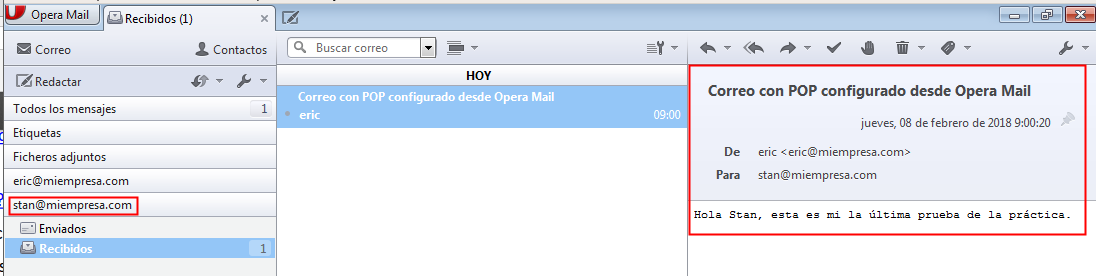 Opera Mail
Recibidos (1)
Correo
Contactos
Redactar
Todos los mensajes 1
Etiquetas
Ficheros adjuntos
eric@miempresa.com
stan@miempresa.com
Enviados
Recibidos 1
Buscar correo
HOY
Correo con POP configurado desde Opera Mail
eric 09:00
Correo con POP configurado desde Opera Mail
jueves, 08 de febrero de 2018 9:00:20
De eric <eric@miempresa.com>
Para stan@miempresa.com
Hola Stan, esta es mi la última prueba de la práctica.